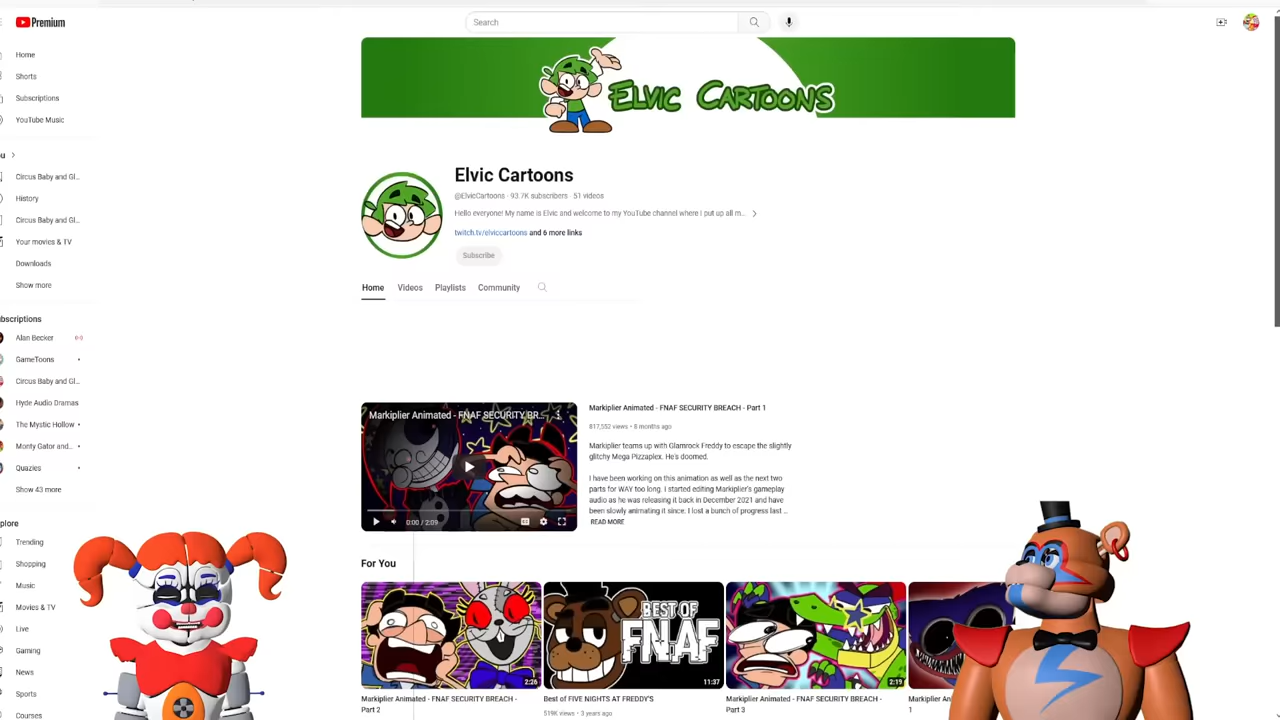 Premium
Search
Home
Shorts
Subscriptions
YouTube Music
Circus Baby and Gl...
History
Circus Baby and Gl...
Your movies & TV
Downloads
Show more
bscriptions
Alan Becker
GameToons
Circus Baby and Gl...
Hyde Audio Dramas
The Mystic Hollow
Monty Gator and...
Quazies
Show 43 more
plore
Trending
Shopping
Music
Movies & TV
Live
Gaming
News
Sports
Courses
ELVIC CARTOONS
Elvic Cartoons
@ElvicCartoons · 93.7K subscribers · 51 videos
Hello everyone! My name is Elvic and welcome to my YouTube channel where I put up all m...
twitch.tv/elviccartoons and 6 more links
Subscribe
Home Videos Playlists Community
Markiplier Animated - FNAF SECURITY BR...
0:00 / 2:09
Markiplier Animated - FNAF SECURITY BREACH - Part 1
817,552 views • 8 months ago
Markiplier teams up with Glamrock Freddy to escape the slightly
glitchy Mega Pizzaplex. He's doomed.
I have been working on this animation as well as the next two
parts for WAY too long. I started editing Markiplier's gameplay
audio as he was releasing it back in December 2021 and have
been slowly animating it since. I lost a bunch of progress last ...
READ MORE
For You
2:26
BEST OF
FNAF
11:37
2:19
Markiplier Animated - FNAF SECURITY BREACH -
Part 2
Best of FIVE NIGHTS AT FREDDY'S
519K views • 3 years ago
Markiplier Animated - FNAF SECURITY BREACH -
Part 3
Markiplier An
1